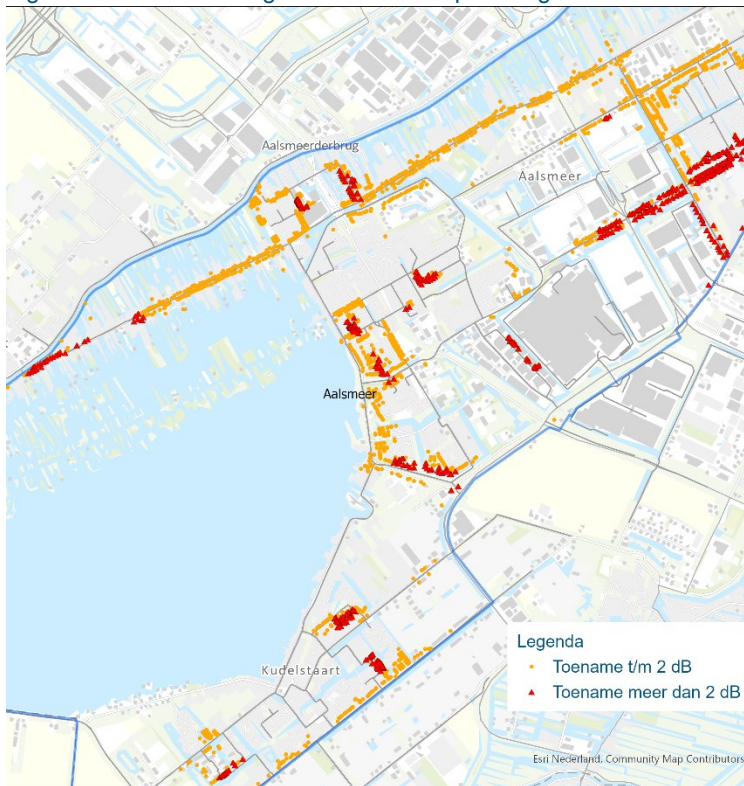 Aalsmeerderbrug
Aalsmeer
Aalsmeer
Kudelstaart
Legenda
Toename t/m 2 dB
Toename meer dan 2 dB
Esri Nederland, Community Map Contributors